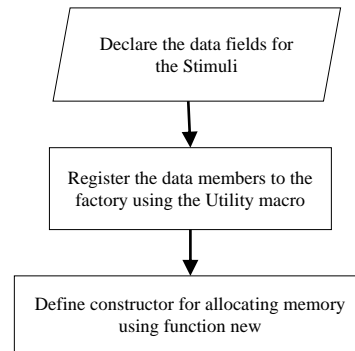 Declare the data fields for
the Stimuli
Register the data members to the
factory using the Utility macro
Define constructor for allocating memory
using function new